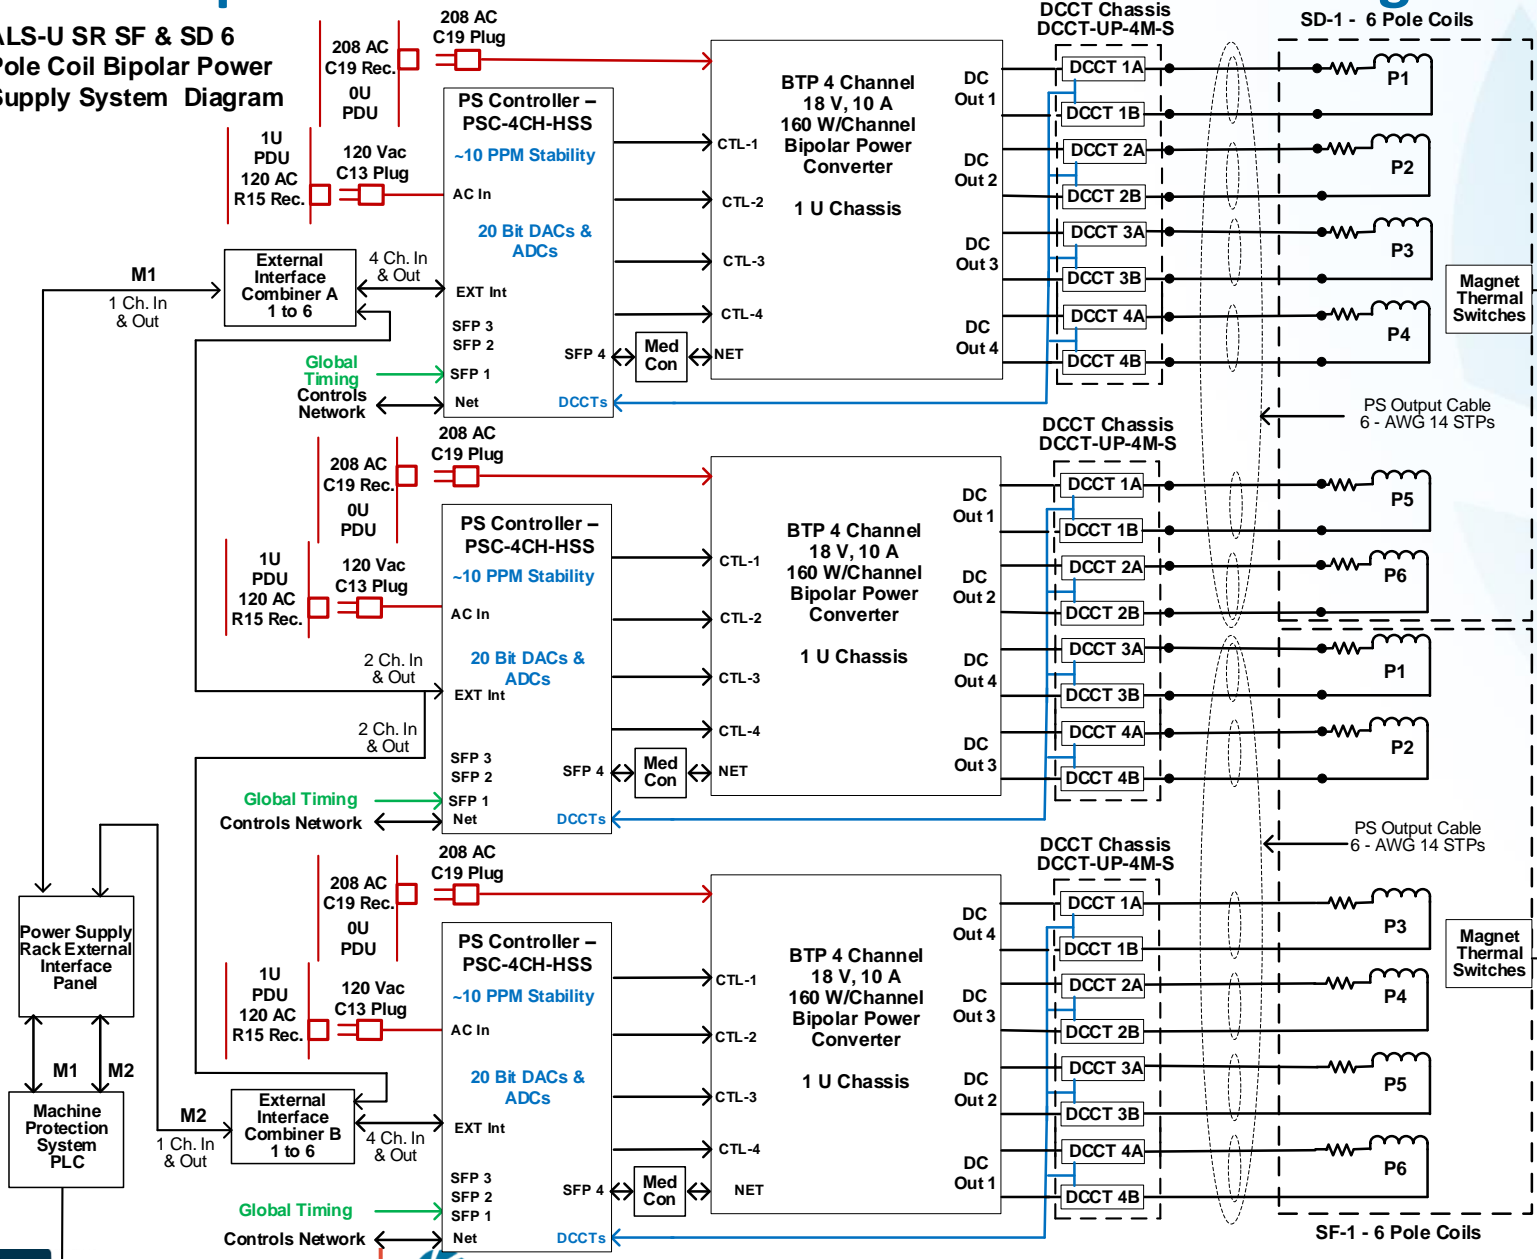 ALS-U SR SF & SD 6
Pole Coil Bipolar Power
Supply System Diagram
208 AC
C19 Rec.
0U
PDU
208 AC
C19 Plug
1U
PDU
120 AC
R15 Rec.
120 Vac
C13 Plug
PS Controller –
PSC-4CH-HSS
~10 PPM Stability
AC In
20 Bit DACs &
ADCs
EXT Int
SFP 3
SFP 2
SFP 1
Net
SFP 4
DCCTs
Med
Con
External
Interface
Combiner A
1 to 6
4 Ch. In
& Out
M1
1 Ch. In
& Out
Global
Timing
Controls
Network
CTL-1
CTL-2
CTL-3
CTL-4
NET
BTP 4 Channel
18 V, 10 A
160 W/Channel
Bipolar Power
Converter
1 U Chassis
DC
Out 1
DC
Out 2
DC
Out 3
DC
Out 4
DCCT Chassis
DCCT-UP-4M-S
DCCT 1A
DCCT 1B
DCCT 2A
DCCT 2B
DCCT 3A
DCCT 3B
DCCT 4A
DCCT 4B
SD-1 - 6 Pole Coils
P1
P2
P3
P4
Magnet
Thermal
Switches
PS Output Cable
6 - AWG 14 STPs
208 AC
C19 Rec.
0U
PDU
208 AC
C19 Plug
1U
PDU
120 AC
R15 Rec.
120 Vac
C13 Plug
PS Controller –
PSC-4CH-HSS
~10 PPM Stability
AC In
20 Bit DACs &
ADCs
EXT Int
SFP 3
SFP 2
SFP 1
Net
SFP 4
DCCTs
Med
Con
2 Ch. In
& Out
2 Ch. In
& Out
Global Timing
Controls Network
CTL-1
CTL-2
CTL-3
CTL-4
NET
BTP 4 Channel
18 V, 10 A
160 W/Channel
Bipolar Power
Converter
1 U Chassis
DC
Out 1
DC
Out 2
DC
Out 4
DC
Out 3
DCCT Chassis
DCCT-UP-4M-S
DCCT 1A
DCCT 1B
DCCT 2A
DCCT 2B
DCCT 3A
DCCT 3B
DCCT 4A
DCCT 4B
P5
P6
P1
P2
PS Output Cable
6 - AWG 14 STPs
208 AC
C19 Rec.
0U
PDU
208 AC
C19 Plug
1U
PDU
120 AC
R15 Rec.
120 Vac
C13 Plug
PS Controller –
PSC-4CH-HSS
~10 PPM Stability
AC In
20 Bit DACs &
ADCs
EXT Int
SFP 3
SFP 2
SFP 1
Net
SFP 4
DCCTs
Med
Con
Power Supply
Rack External
Interface
Panel
M1
M2
Machine
Protection
System
PLC
M2
1 Ch. In
& Out
External
Interface
Combiner B
1 to 6
4 Ch. In
& Out
Global Timing
Controls Network
CTL-1
CTL-2
CTL-3
CTL-4
NET
BTP 4 Channel
18 V, 10 A
160 W/Channel
Bipolar Power
Converter
1 U Chassis
DC
Out 4
DC
Out 3
DC
Out 2
DC
Out 1
DCCT Chassis
DCCT-UP-4M-S
DCCT 1A
DCCT 1B
DCCT 2A
DCCT 2B
DCCT 3A
DCCT 3B
DCCT 4A
DCCT 4B
P3
P4
P5
P6
Magnet
Thermal
Switches
SF-1 - 6 Pole Coils